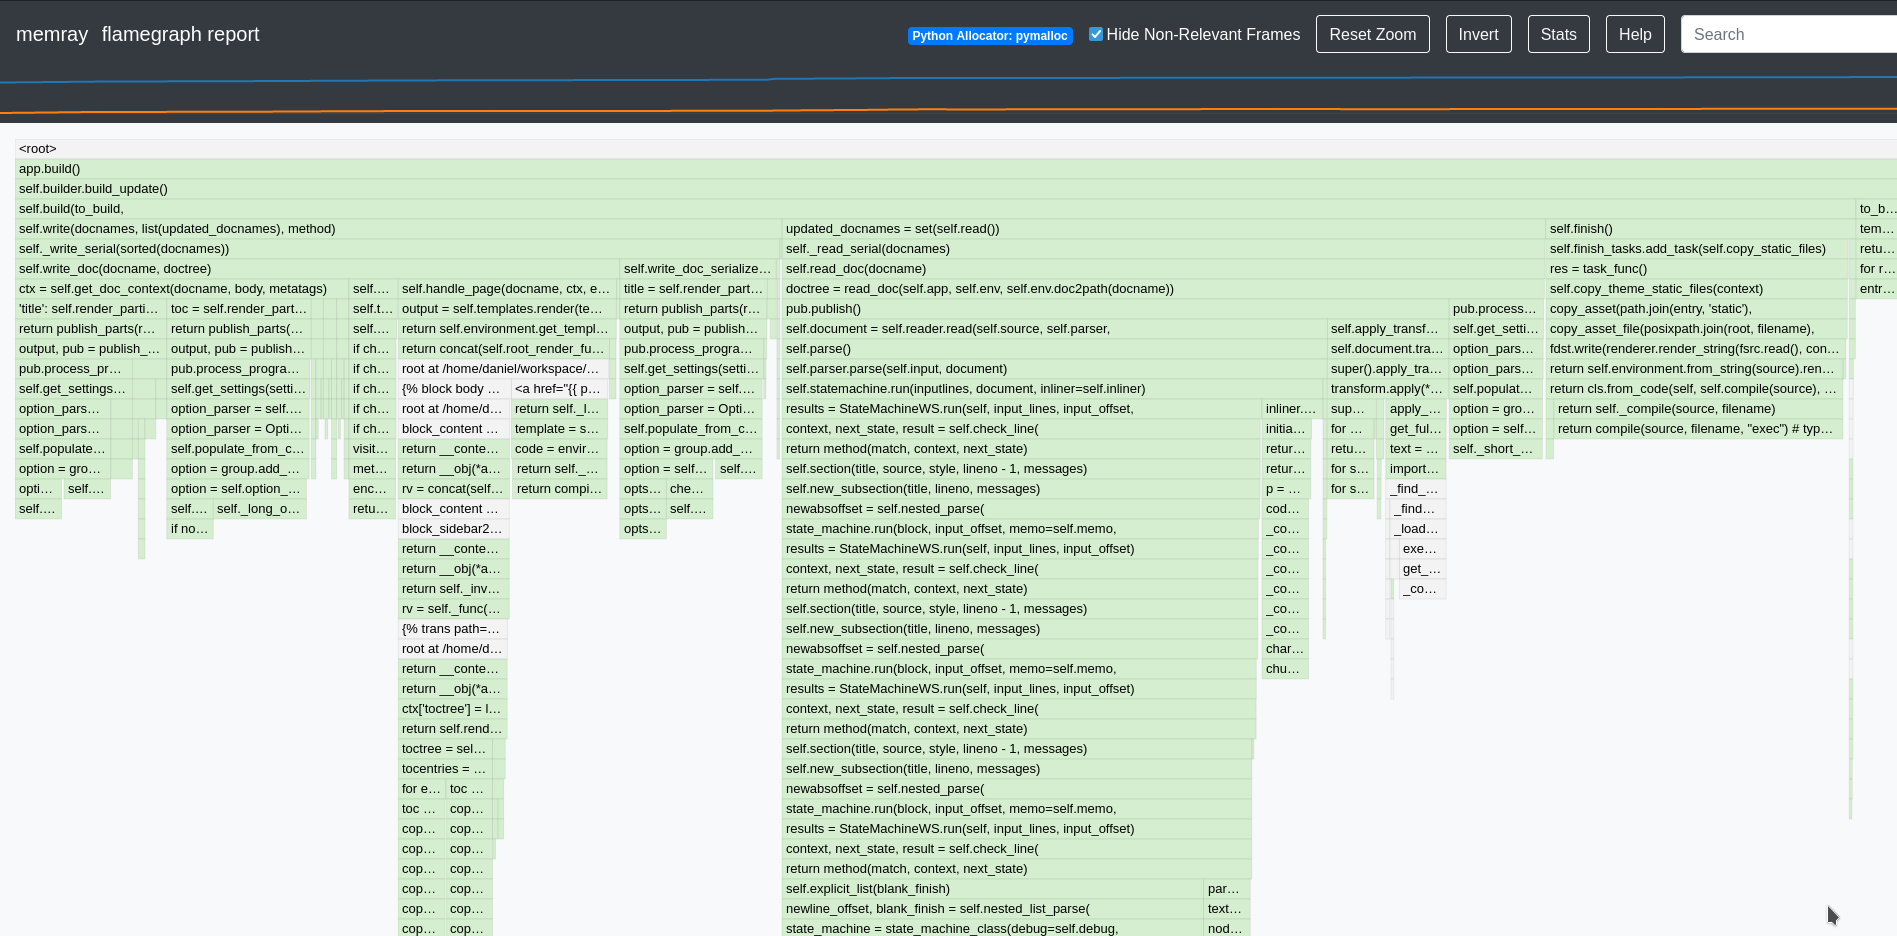 memray flamegraph report Python Allocator: pymalloc Hide Non-Relevant Frames Reset Zoom Invert Stats Help Search
<root>
app.build()
self.builder.build_update()
self.build(to_build, to_b…
self.write(docnames, list(updated_docnames), method) updated_docnames = set(self.read()) self.finish() tem…
self._write_serial(sorted(docnames)) self._read_serial(docnames) self.finish_tasks.add_task(self.copy_static_files) retu…
self.write_doc(docname, doctree) self.write_doc_serialize… self.read_doc(docname) res = task_func() for r…
ctx = self.get_doc_context(docname, body, metatags) self.… self.handle_page(docname, ctx, e… title = self.render_part… doctree = read_doc(self.app, self.env, self.env.doc2path(docname)) self.copy_theme_static_files(context) entr…
'title': self.render_parti… toc = self.render_part… self.t… output = self.templates.render(te… return publish_parts(r… pub.publish() pub.process… copy_asset(path.join(entry, 'static'),
return publish_parts(r… return publish_parts(… self.… return self.environment.get_templ… output, pub = publish… self.document = self.reader.read(self.source, self.parser, self.apply_transf… self.get_setti… copy_asset_file(posixpath.join(root, filename),
output, pub = publish_… output, pub = publish… if ch… return concat(self.root_render_fu… pub.process_progra… self.parse() self.document.tra… option_pars… fdst.write(renderer.render_string(fsrc.read(), con…
pub.process_pr… pub.process_progra… if ch… root at /home/daniel/workspace/… self.get_settings(setti… self.parser.parse(self.input, document) super().apply_tra… option_pars… return self.environment.from_string(source).ren…
self.get_settings… self.get_settings(setti… if ch… {% block body … <a href="{{ p… option_parser = self.… self.statemachine.run(inputlines, document, inliner=self.inliner) transform.apply(*… self.populat… return cls.from_code(self, self.compile(source), …
option_pars… option_parser = self.… if ch… root at /home/d… return self._l… option_parser = Opti… results = StateMachineWS.run(self, input_lines, input_offset, inliner.… sup… apply_… option = gro… return self._compile(source, filename)
option_pars… option_parser = Opti… if ch… block_content … template = s… self.populate_from_c… context, next_state, result = self.check_line( initia… for … get_ful… option = self… return compile(source, filename, "exec") # typ…
self.populate… self.populate_from_c… visit… return __conte… code = envir… option = group.add_… return method(match, context, next_state) retur… retu… text = … self._short_…
option = gro… option = group.add_… met… return __obj(*a… return self._… option = self… self.… self.section(title, source, style, lineno - 1, messages) retur… for s… import…
opti… self.… option = self.option_… enc… rv = concat(self… return compi… opts… che… self.new_subsection(title, lineno, messages) p = … for s… _find_…
self.… self.… self._long_o… retu… block_content … opts… self.… newabsoffset = self.nested_parse( cod… _find…
if no… block_sidebar2… opts… state_machine.run(block, input_offset, memo=self.memo, _co… _load…
return __conte… results = StateMachineWS.run(self, input_lines, input_offset) _co… exe…
return __obj(*a… context, next_state, result = self.check_line( _co… get_…
return self._inv… return method(match, context, next_state) _co… _co…
rv = self._func(… self.section(title, source, style, lineno - 1, messages) _co…
{% trans path=… self.new_subsection(title, lineno, messages) _co…
root at /home/d… newabsoffset = self.nested_parse( char…
return __conte… state_machine.run(block, input_offset, memo=self.memo, chu…
return __obj(*a… results = StateMachineWS.run(self, input_lines, input_offset)
ctx['toctree'] = l… context, next_state, result = self.check_line(
return self.rend… return method(match, context, next_state)
toctree = sel… self.section(title, source, style, lineno - 1, messages)
tocentries = … self.new_subsection(title, lineno, messages)
for e… toc … newabsoffset = self.nested_parse(
toc … cop… state_machine.run(block, input_offset, memo=self.memo,
cop… cop… results = StateMachineWS.run(self, input_lines, input_offset)
cop… cop… context, next_state, result = self.check_line(
cop… cop… return method(match, context, next_state)
cop… cop… self.explicit_list(blank_finish) par…
cop… cop… newline_offset, blank_finish = self.nested_list_parse( text…
cop… cop… state_machine = state_machine_class(debug=self.debug, nod…